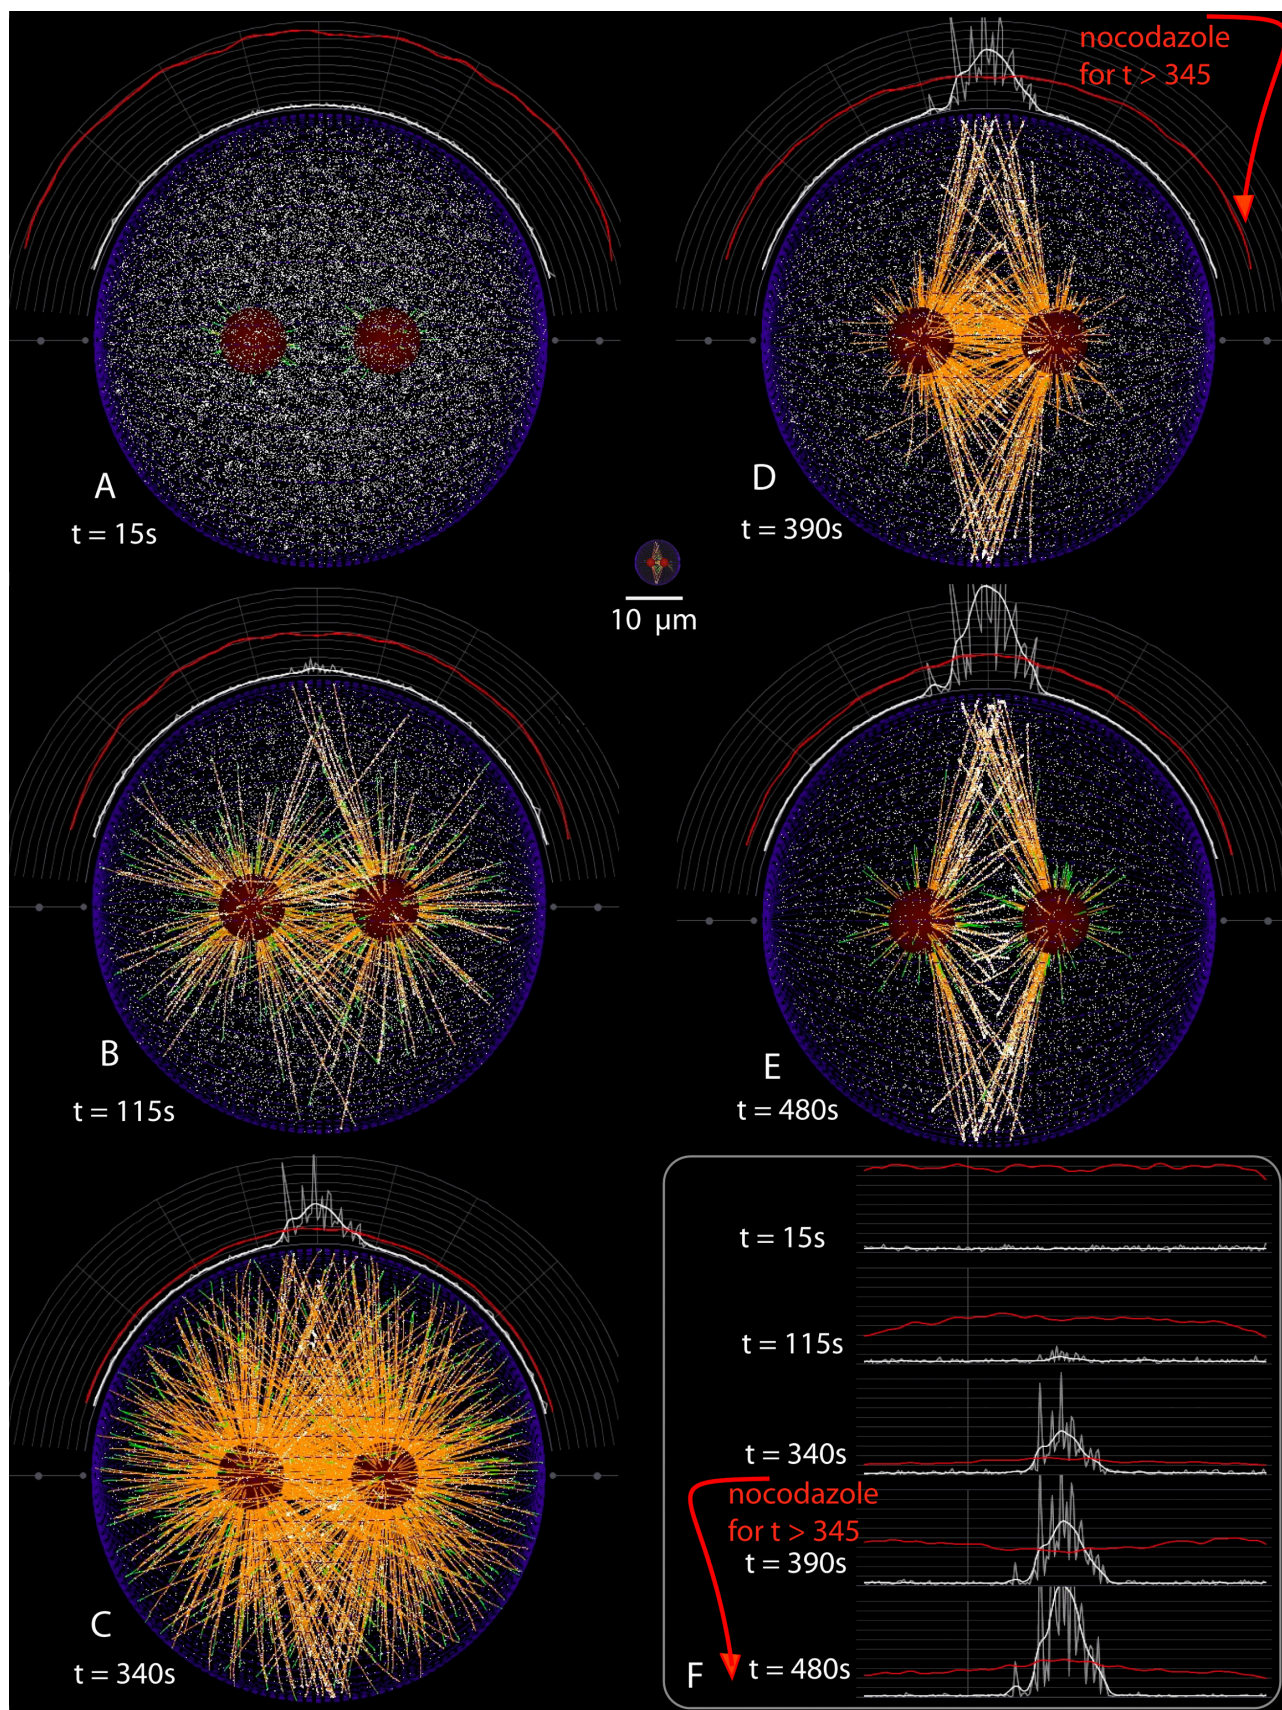 A
t = 15s
nocodazole
for t > 345
D
t = 390s
10 μm
B
t = 115s
E
t = 480s
C
t = 340s
t = 15s
t = 115s
t = 340s
nocodazole
for t > 345
t = 390s
F
t = 480s